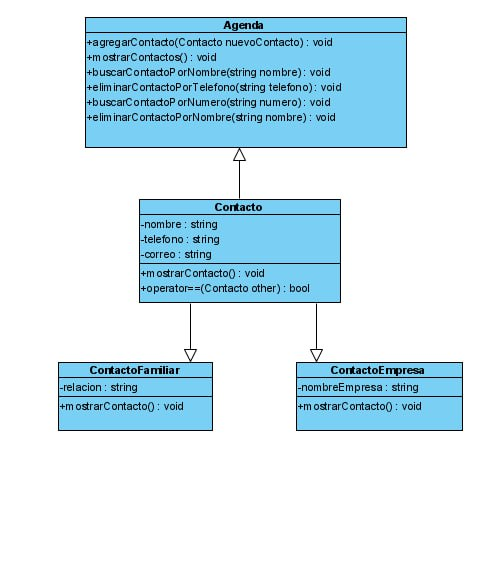 Agenda
+agregarContacto(Contacto nuevoContacto) : void
+mostrarContactos() : void
+buscarContactoPorNombre(string nombre) : void
+eliminarContactoPorTelefono(string telefono) : void
+buscarContactoPorNumero(string numero) : void
+eliminarContactoPorNombre(string nombre) : void
Contacto
-nombre : string
-telefono : string
-correo : string
+mostrarContacto() : void
+operator==(Contacto other) : bool
ContactoFamiliar
-relacion : string
+mostrarContacto() : void
ContactoEmpresa
-nombreEmpresa : string
+mostrarContacto() : void